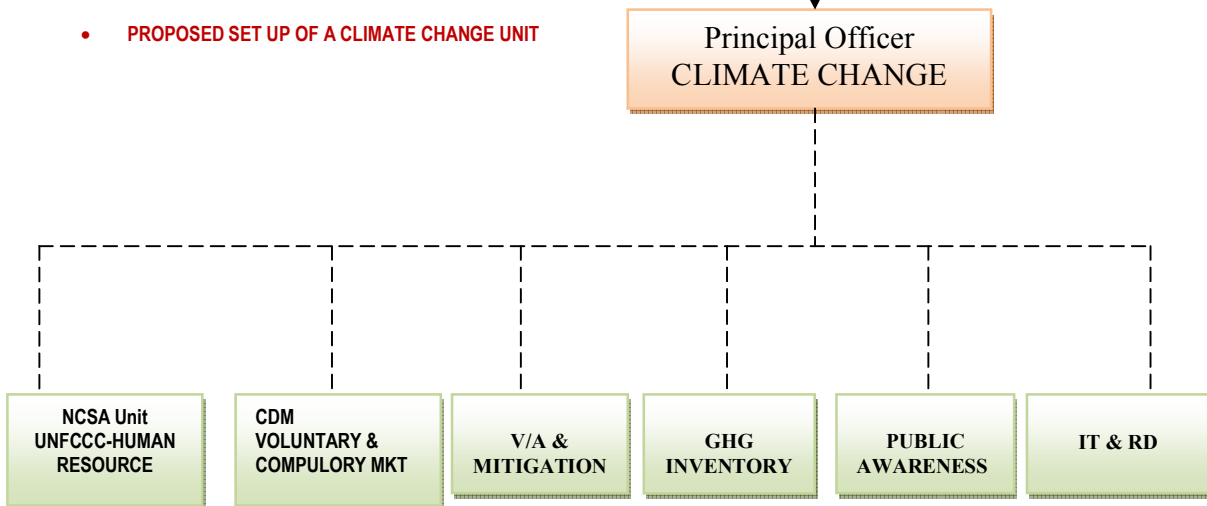 • PROPOSED SET UP OF A CLIMATE CHANGE UNIT
Principal Officer
CLIMATE CHANGE
NCSA Unit
UNFCCC-HUMAN
RESOURCE
CDM
VOLUNTARY &
COMPULORY MKT
V/A &
MITIGATION
GHG
INVENTORY
PUBLIC
AWARENESS
IT & RD